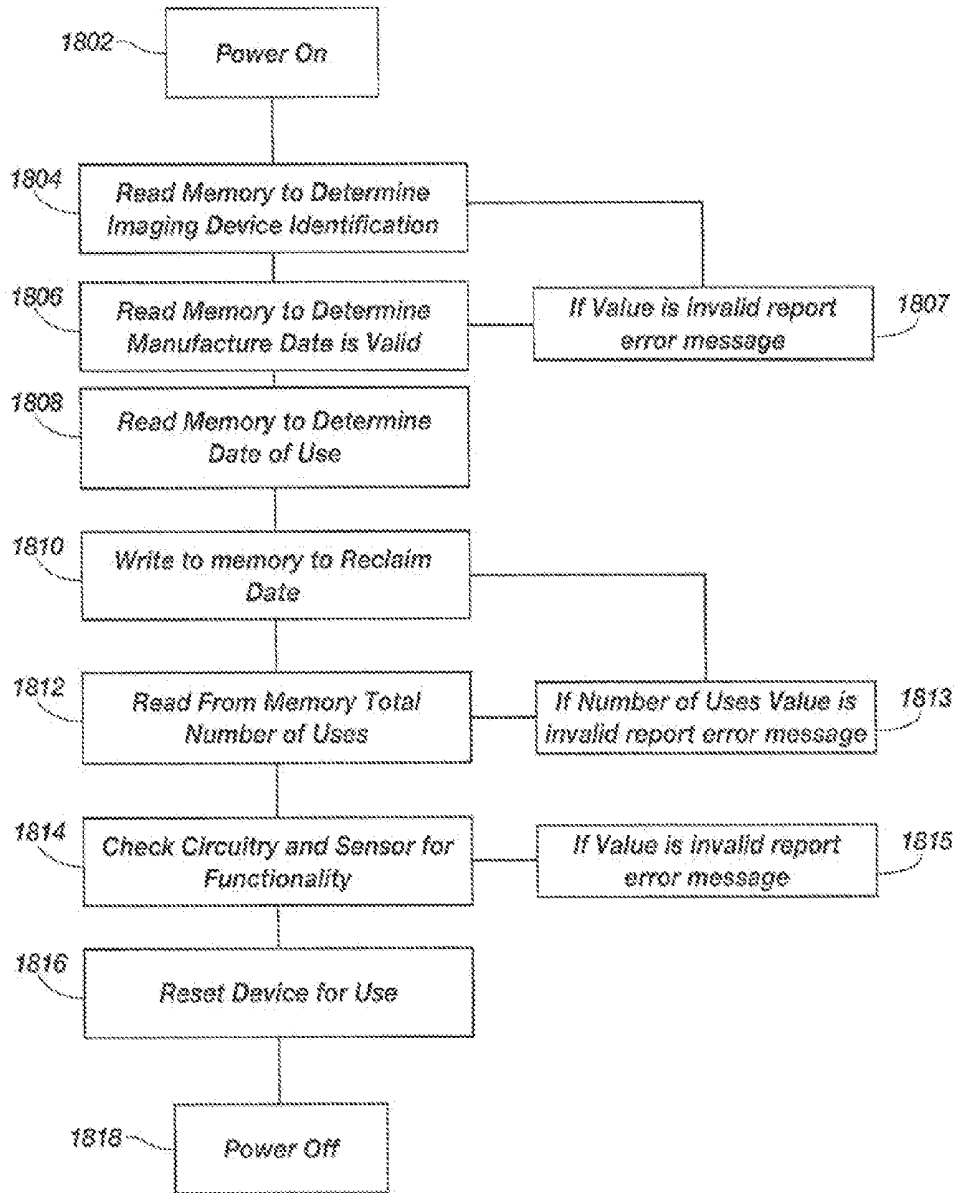 1802
Power On
1804
Read Memory to Determine
Imaging Device Identification
1806
Read Memory to Determine
Manufacture Date is Valid
If Value is invalid report
error message
1807
1808
Read Memory to Determine
Date of Use
1810
Write to memory to Reclaim
Date
1812
Read From Memory Total
Number of Uses
If Number of Uses Value is
invalid report error message
1813
1814
Check Circuitry and Sensor for
Functionality
If Value is invalid report
error message
1815
1816
Reset Device for Use
1818
Power Off